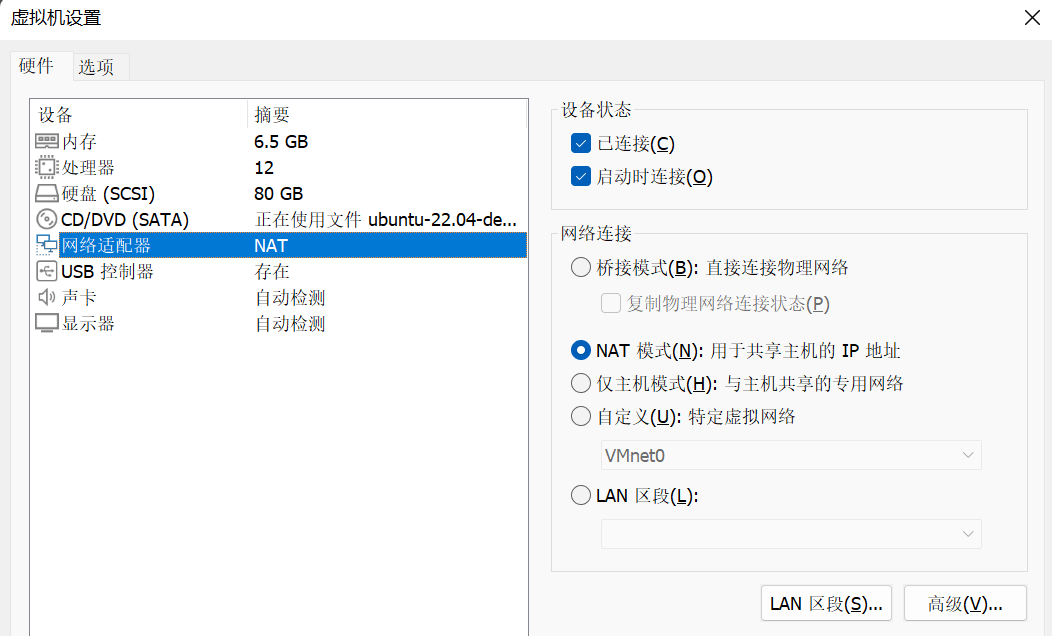 虚拟机设置
硬件 选项
设备 摘要
内存 6.5 GB
处理器 12
硬盘 (SCSI) 80 GB
CD/DVD (SATA) 正在使用文件 ubuntu-22.04-de...
网络适配器 NAT
USB 控制器 存在
声卡 自动检测
显示器 自动检测
设备状态
已连接(C)
启动时连接(O)
网络连接
桥接模式(B): 直接连接物理网络
复制物理网络连接状态(P)
NAT 模式(N): 用于共享主机的 IP 地址
仅主机模式(H): 与主机共享的专用网络
自定义(U): 特定虚拟网络
VMnet0
LAN 区段(L):
LAN 区段(S)... 高级(V)...